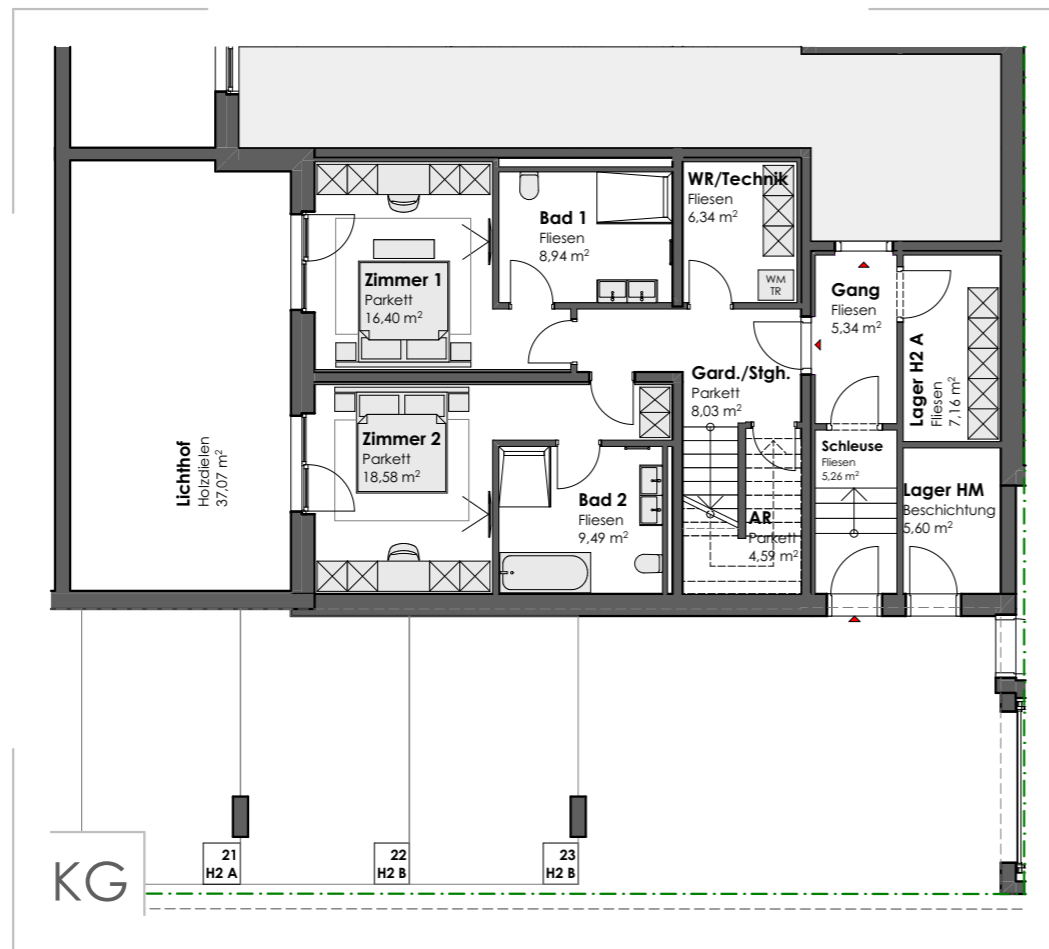 WR/Technik
Fliesen
6,34 m²
Bad 1
Fliesen
8,94 m²
Zimmer 1
Parkett
16,40 m²
WM
TR
Gang
Fliesen
5,34 m²
Lager H2 A
Fliesen
7,16 m²
Gard./Stgh.
Parkett
8,03 m²
Lichthof
Holzdielen
37,07 m²
Zimmer 2
Parkett
18,58 m²
Bad 2
Fliesen
9,49 m²
AR
Parkett
4,59 m²
Schleuse
Fliesen
5,26 m²
Lager HM
Beschichtung
5,60 m²
21
H2 A
22
H2 B
23
H2 B
KG